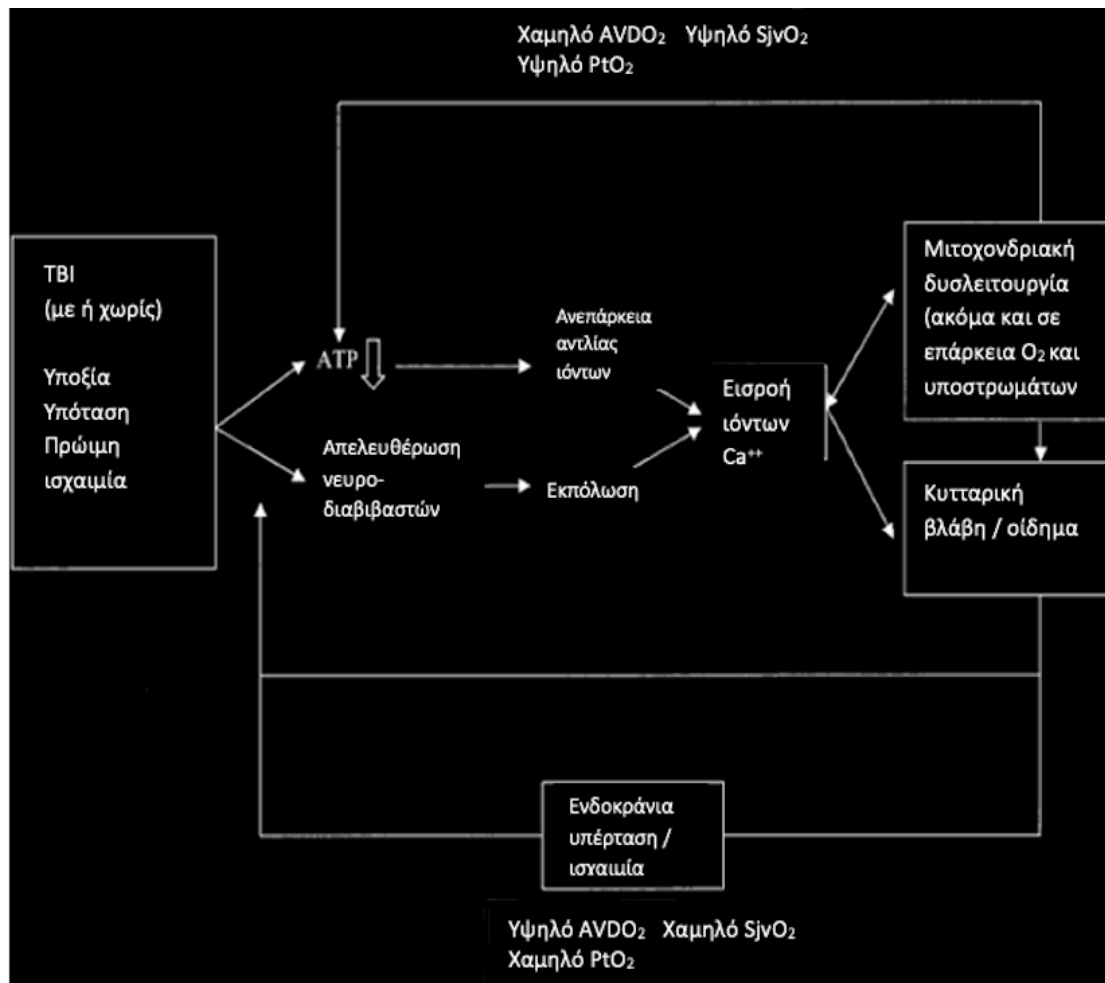 Χαμηλό AVDO₂ Υψηλό SjvO₂
Υψηλό PtO₂
TBI
(με ή χωρίς)
Υποξία
Υπόταση
Πρώιμη
ισχαιμία
ATP
Απελευθέρωση
νευρο-
διαβιβαστών
Ανεπάρκεια
αντλίας
ιόντων
Εκπόλωση
Εισροή
ιόντων
Ca⁺⁺
Μιτοχονδριακή
δυσλειτουργία
(ακόμα και σε
επάρκεια O₂ και
υποστρωμάτων
Κυτταρική
βλάβη / οίδημα
Ενδοκράνια
υπέρταση /
ισχαιμία
Υψηλό AVDO₂ Χαμηλό SjvO₂
Χαμηλό PtO₂